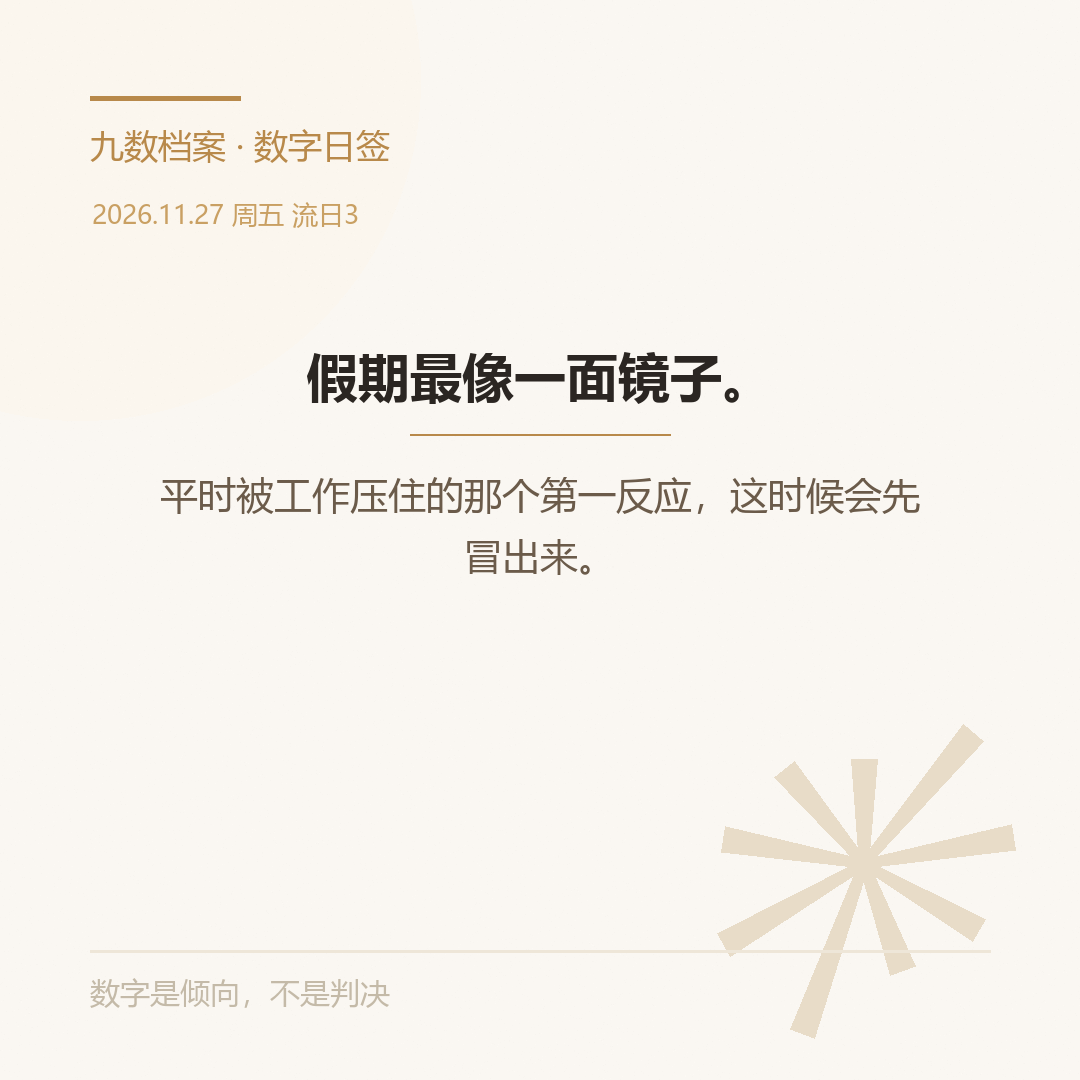 九数档案 · 数字日签
2026.11.27 周五 流日3
假期最像一面镜子。
平时被工作压住的那个第一反应，这时候会先
冒出来。
数字是倾向，不是判决